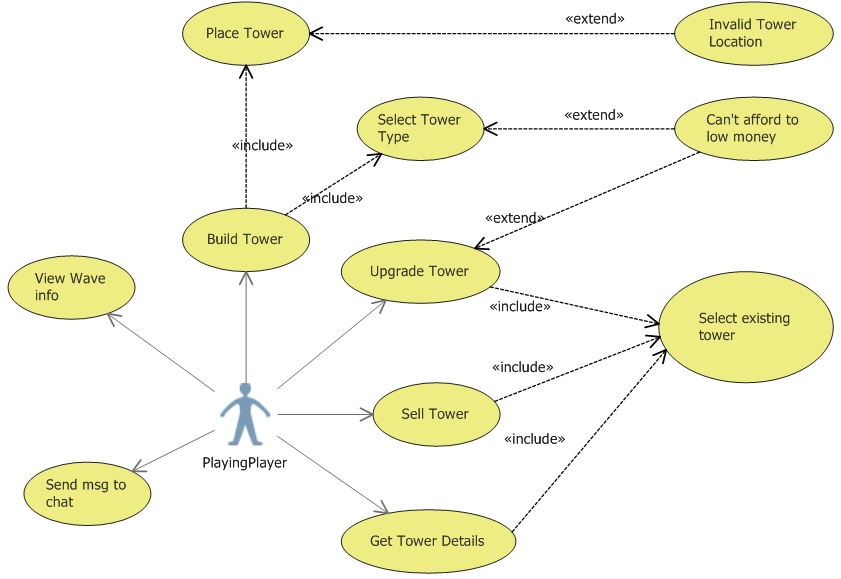 Place Tower
«extend»
Invalid Tower
Location
Select Tower
Type
«extend»
Can't afford to
low money
«include»
«include»
Build Tower
«extend»
Upgrade Tower
View Wave
info
«include»
Select existing
tower
«include»
Sell Tower
«include»
PlayingPlayer
Send msg to
chat
Get Tower Details